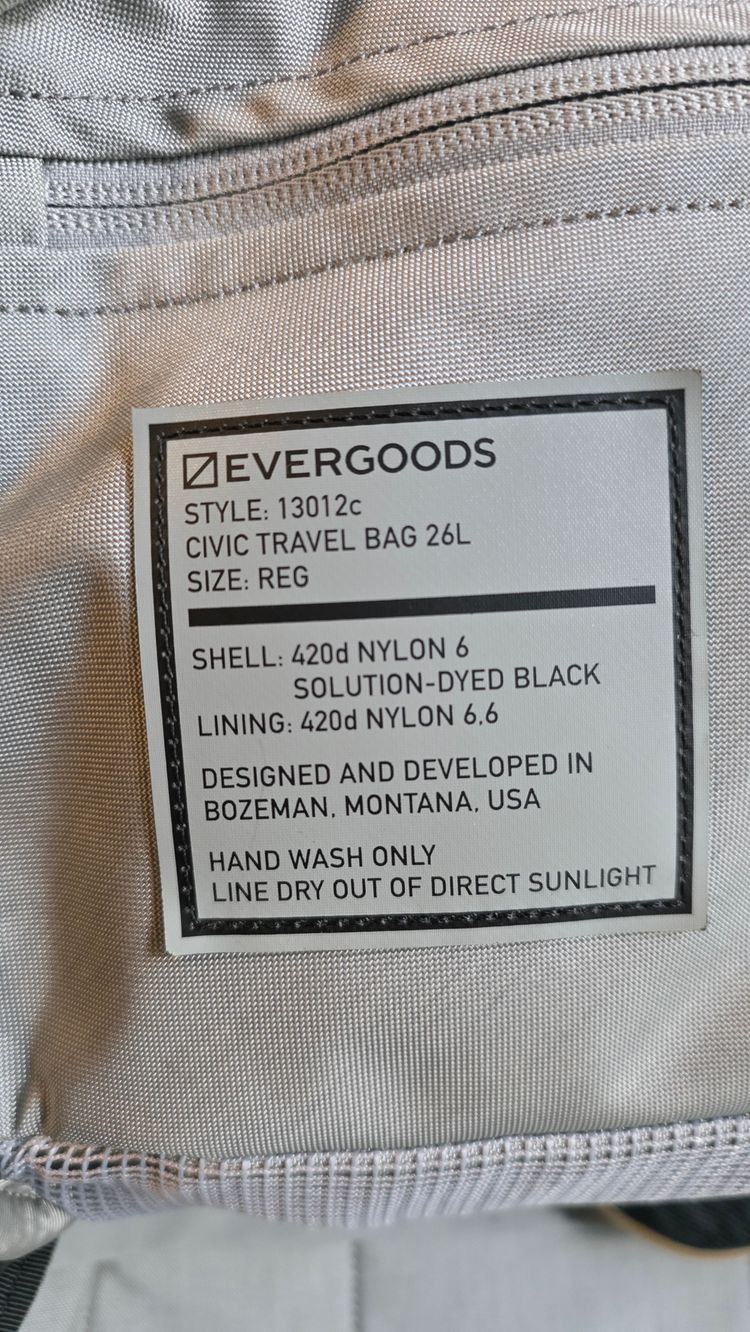 EVERGOODS
STYLE: 13012c
CIVIC TRAVEL BAG 26L
SIZE: REG
SHELL: 420d NYLON 6
SOLUTION-DYED BLACK
LINING: 420d NYLON 6,6
DESIGNED AND DEVELOPED IN
BOZEMAN, MONTANA, USA
HAND WASH ONLY
LINE DRY OUT OF DIRECT SUNLIGHT